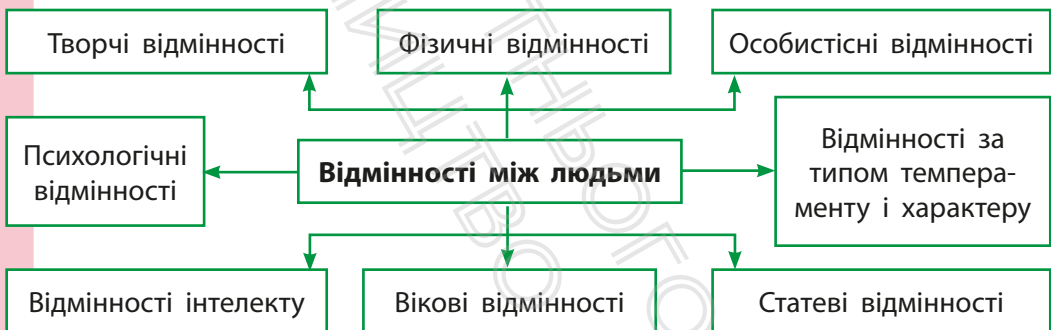 Творчі відмінності
Фізичні відмінності
Особистісні відмінності
Психологічні
відмінності
Відмінності між людьми
Відмінності за
типом темпера-
менту і характеру
Відмінності інтелекту
Вікові відмінності
Статеві відмінності